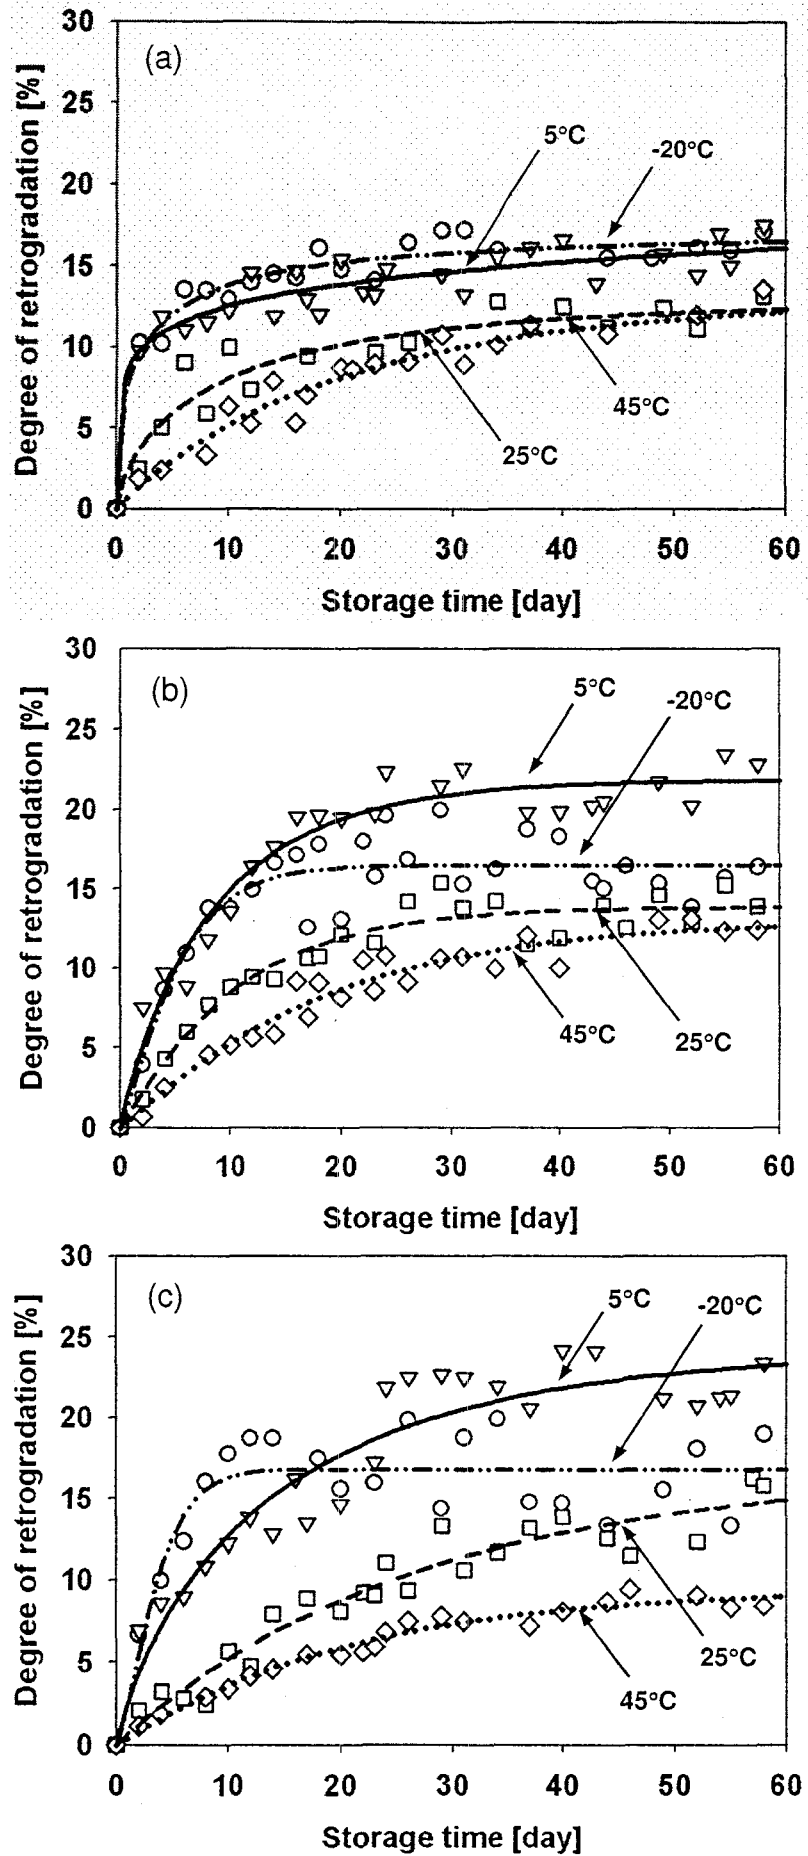 30
(a)
25
5°C
-20°C
20
15
10
45°C
5
25°C
0
0 10 20 30 40 50 60
Degree of retrogradation [%]
Storage time [day]
30
(b)
5°C
-20°C
25
20
15
10
45°C
25°C
5
0
0 10 20 30 40 50 60
Degree of retrogradation [%]
Storage time [day]
30
(c)
5°C
-20°C
25
20
15
10
25°C
5
45°C
0
0 10 20 30 40 50 60
Degree of retrogradation [%]
Storage time [day]